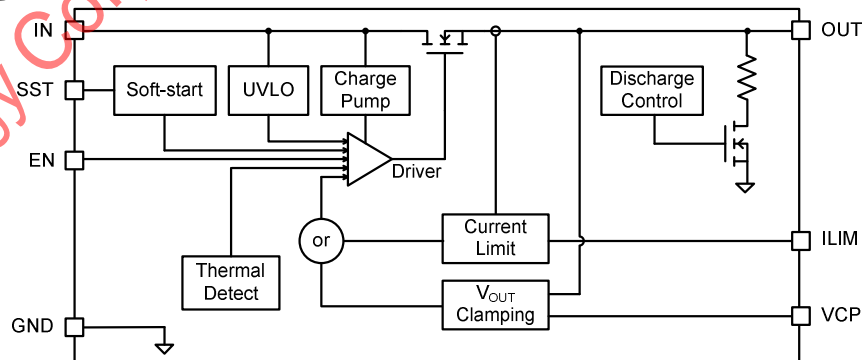 IN
OUT
SST
Soft-start
UVLO
Charge
Pump
Discharge
Control
EN
Driver
or
Current
Limit
ILIM
Thermal
Detect
VOUT
Clamping
VCP
GND